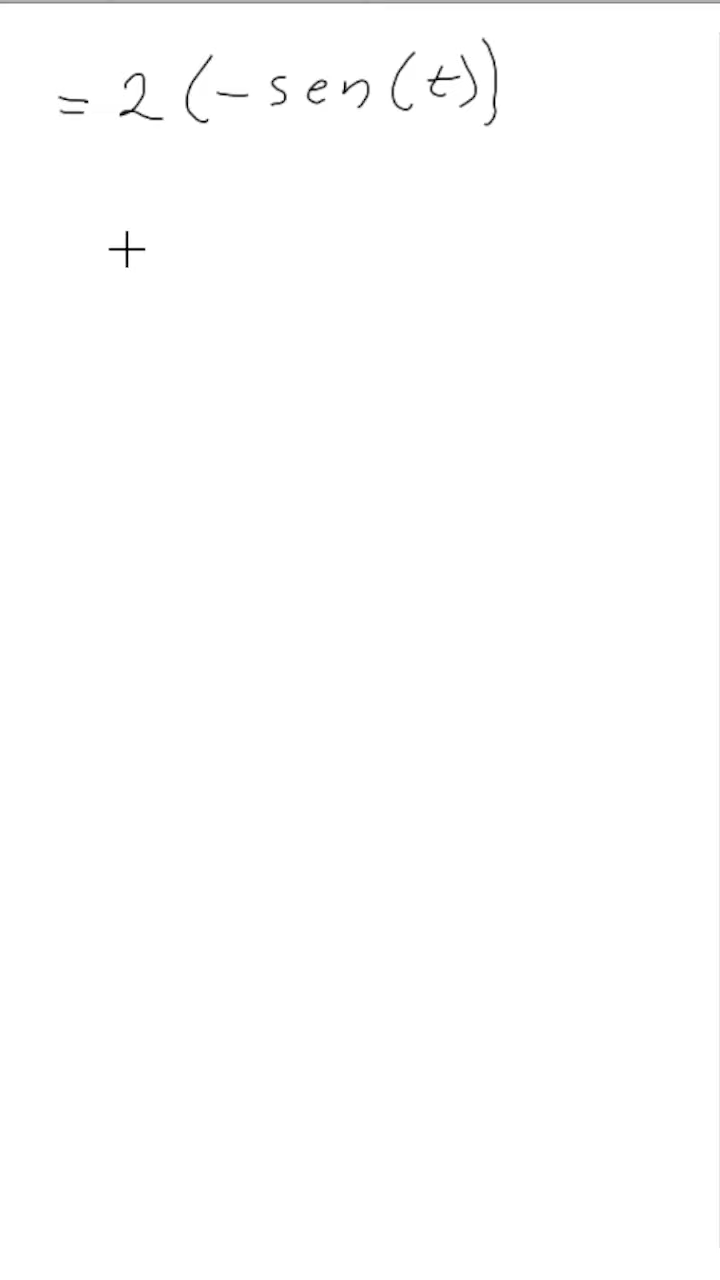 = 2 (-sen(t))
+